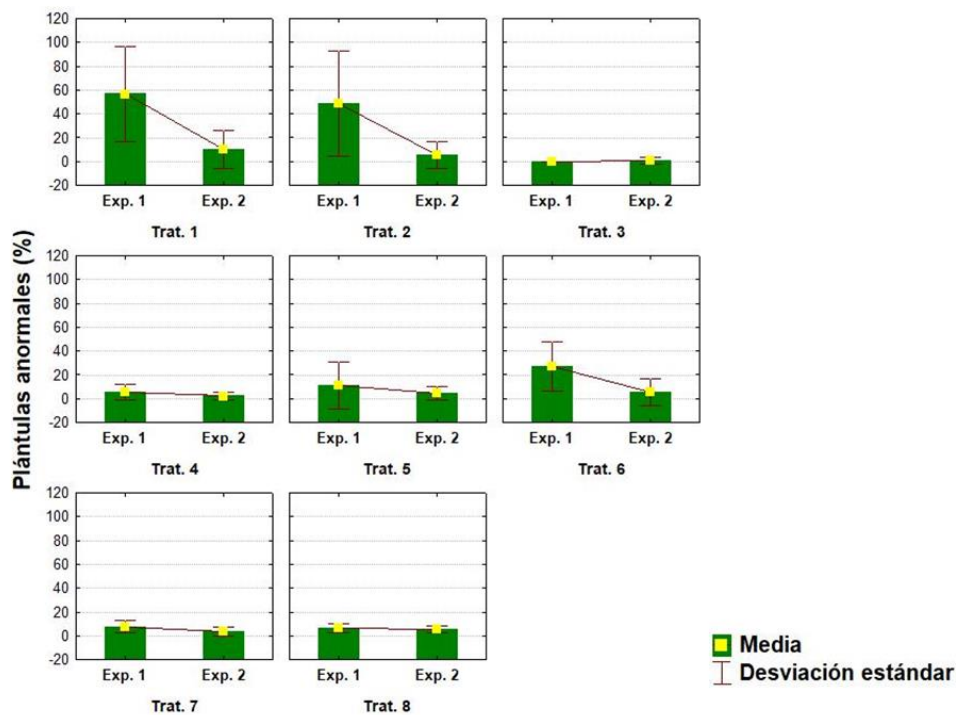 Plántulas anormales (%)
120
100
80
60
40
20
0
-20
Exp. 1 Exp. 2
Trat. 1
Exp. 1 Exp. 2
Trat. 2
Exp. 1 Exp. 2
Trat. 3
120
100
80
60
40
20
0
-20
Exp. 1 Exp. 2
Trat. 4
Exp. 1 Exp. 2
Trat. 5
Exp. 1 Exp. 2
Trat. 6
120
100
80
60
40
20
0
-20
Exp. 1 Exp. 2
Trat. 7
Exp. 1 Exp. 2
Trat. 8
Media
Desviación estándar